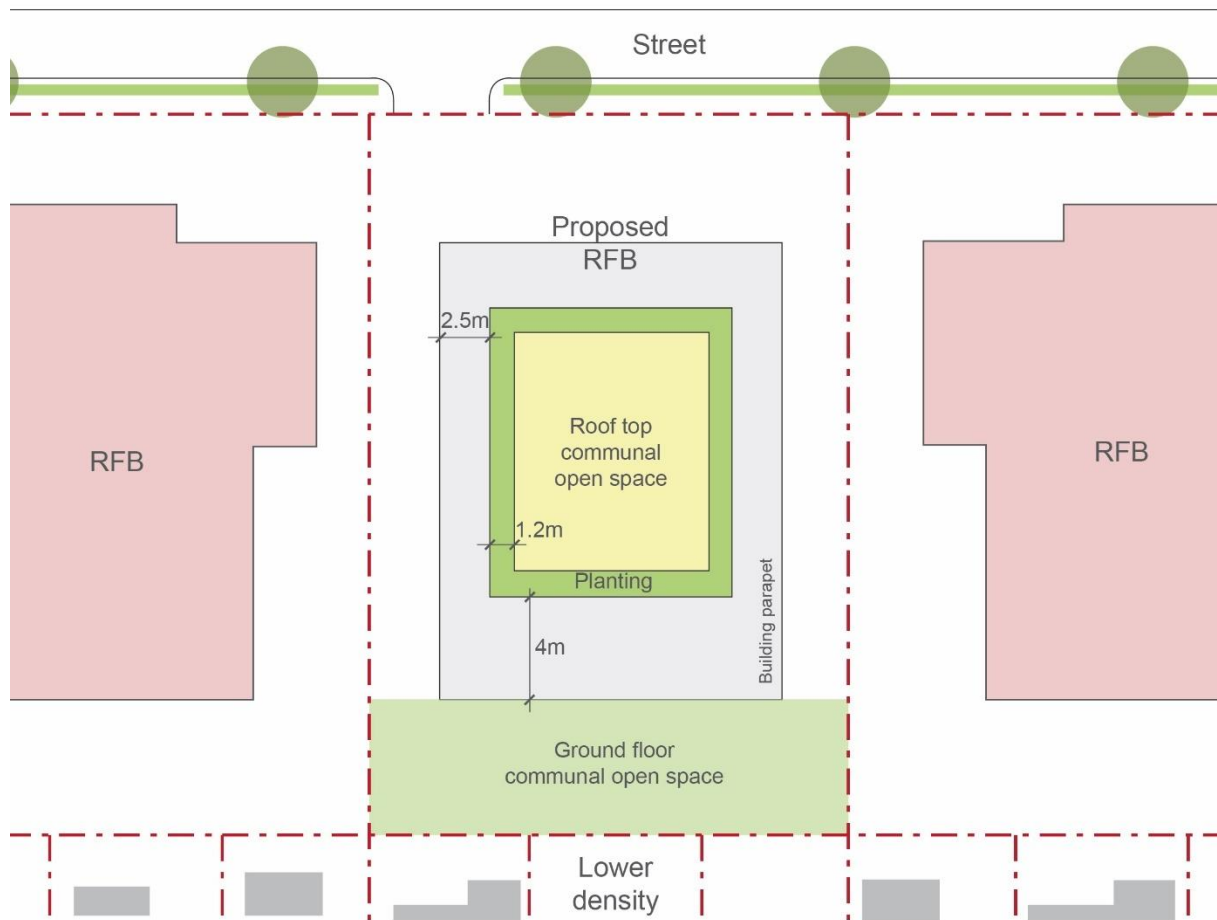 Street
Proposed
RFB
2.5m
RFB
Roof top
communal
open space
RFB
1.2m
Planting
Building parapet
4m
Ground floor
communal open space
Lower
density